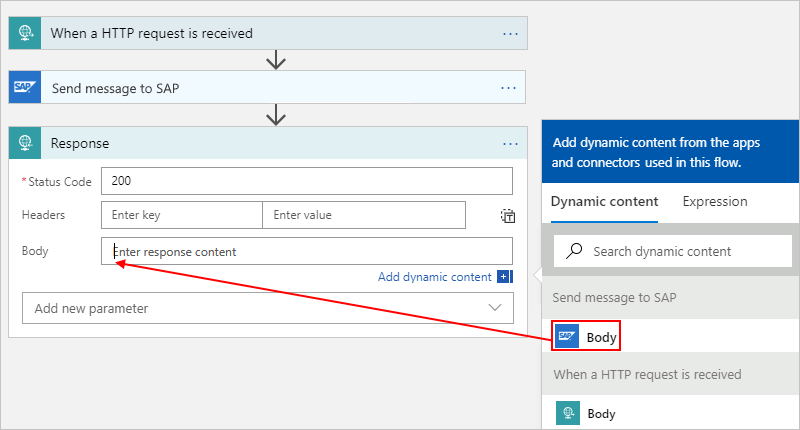 When a HTTP request is received
SAP Send message to SAP
Response
* Status Code 200
Headers Enter key Enter value
Body Enter response content
Add dynamic content
Add new parameter
Add dynamic content from the apps
and connectors used in this flow.
Dynamic content Expression
Search dynamic content
Send message to SAP
SAP Body
When a HTTP request is received
Body